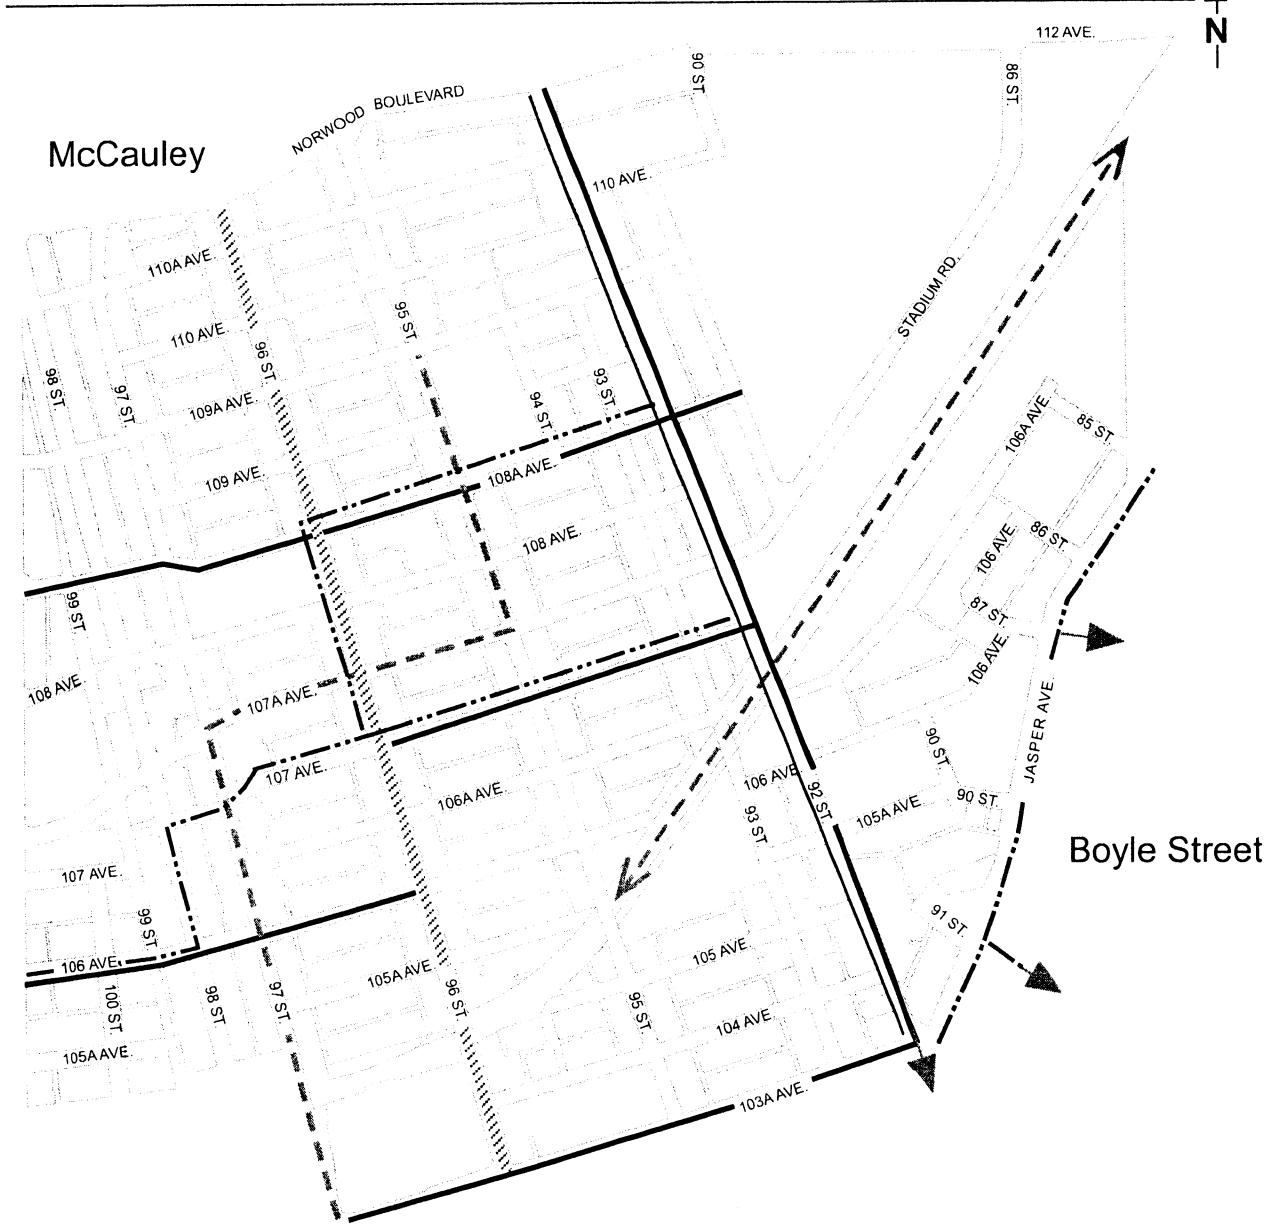 N
112 AVE.
90 ST.
86 ST.
NORWOOD BOULEVARD
McCauley
110 AVE.
110A AVE.
STADIUM RD.
110 AVE.
95 ST.
96 ST.
98 ST.
97 ST.
109A AVE.
94 ST.
93 ST.
106A AVE.
85 ST.
109 AVE.
108A AVE.
108 AVE.
106 AVE.
86 ST.
99 ST.
87 ST.
106 AVE.
108 AVE.
107A AVE.
JASPER AVE
90 ST.
107 AVE.
106A AVE.
106 AVE.
92 ST.
93 ST
105A AVE.
90 ST.
Boyle Street
107 AVE.
99 ST.
91 ST.
106 AVE.
105 AVE.
105A AVE.
100 ST.
98 ST
97 ST.
96 ST.
95 ST.
104 AVE.
105A AVE.
103A AVE.